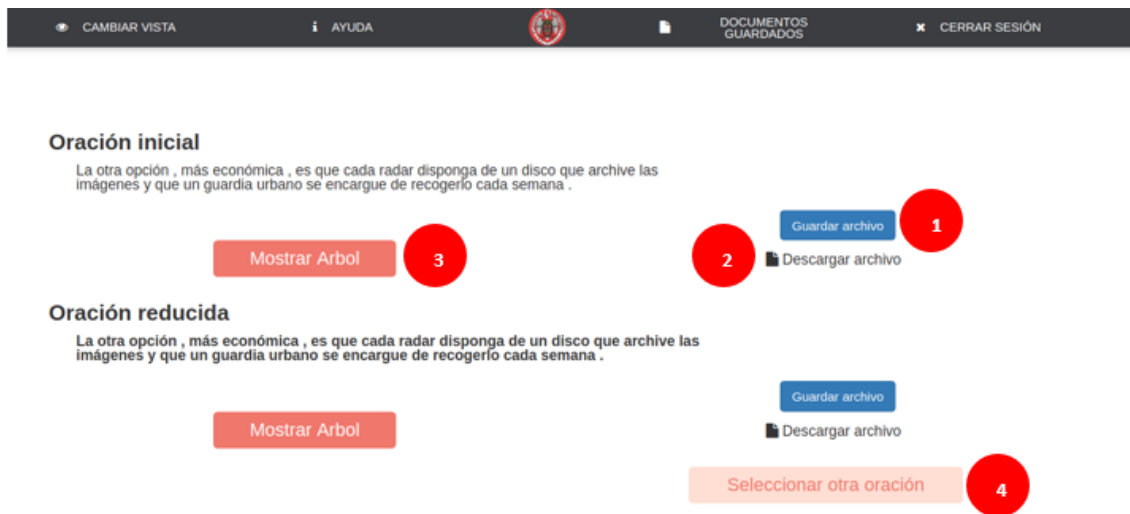 CAMBIAR VISTA
i AYUDA
DOCUMENTOS
GUARDADOS
CERRAR SESIÓN
Oración inicial
La otra opción , más económica , es que cada radar disponga de un disco que archive las
imágenes y que un guardia urbano se encargue de recogerlo cada semana .
Guardar archivo
1
Mostrar Arbol
3
2
Descargar archivo
Oración reducida
La otra opción , más económica , es que cada radar disponga de un disco que archive las
imágenes y que un guardia urbano se encargue de recogerlo cada semana .
Guardar archivo
Mostrar Arbol
Descargar archivo
Seleccionar otra oración
4